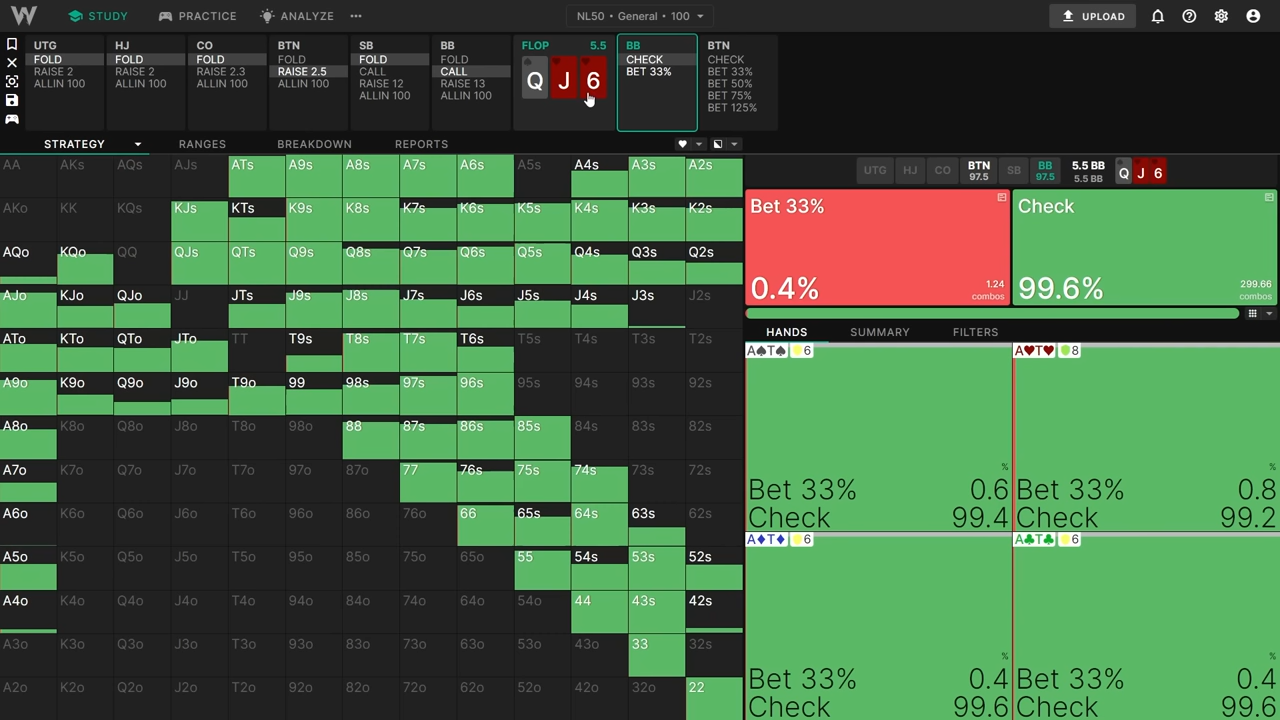 W STUDY PRACTICE ANALYZE ••• NL50 • General • 100 UPLOAD
UTG
FOLD
RAISE 2
ALLIN 100
HJ
FOLD
RAISE 2
ALLIN 100
CO
FOLD
RAISE 2.3
ALLIN 100
BTN
FOLD
RAISE 2.5
ALLIN 100
SB
FOLD
CALL
RAISE 12
ALLIN 100
BB
FOLD
CALL
RAISE 13
ALLIN 100
FLOP 5.5
Q♠ J♥ 6♥
BB
CHECK
BET 33%
BTN
CHECK
BET 33%
BET 50%
BET 75%
BET 125%
STRATEGY RANGES BREAKDOWN REPORTS
AA AKs AQs AJs ATs A9s A8s A7s A6s A5s A4s A3s A2s
AKo KK KQs KJs KTs K9s K8s K7s K6s K5s K4s K3s K2s
AQo KQo QQ QJs QTs Q9s Q8s Q7s Q6s Q5s Q4s Q3s Q2s
AJo KJo QJo JJ JTs J9s J8s J7s J6s J5s J4s J3s J2s
ATo KTo QTo JTo TT T9s T8s T7s T6s T5s T4s T3s T2s
A9o K9o Q9o J9o T9o 99 98s 97s 96s 95s 94s 93s 92s
A8o K8o Q8o J8o T8o 98o 88 87s 86s 85s 84s 83s 82s
A7o K7o Q7o J7o T7o 97o 87o 77 76s 75s 74s 73s 72s
A6o K6o Q6o J6o T6o 96o 86o 76o 66 65s 64s 63s 62s
A5o K5o Q5o J5o T5o 95o 85o 75o 65o 55 54s 53s 52s
A4o K4o Q4o J4o T4o 94o 84o 74o 64o 54o 44 43s 42s
A3o K3o Q3o J3o T3o 93o 83o 73o 63o 53o 43o 33 32s
A2o K2o Q2o J2o T2o 92o 82o 72o 62o 52o 42o 32o 22
UTG HJ CO BTN 97.5 SB BB 97.5 5.5 BB 5.5 BB Q J 6
Bet 33%
0.4%
1.24
combos
Check
99.6%
299.66
combos
HANDS SUMMARY FILTERS
A♠T♠ 6
%
Bet 33% 0.6
Check 99.4
A♥T♥ 8
%
Bet 33% 0.8
Check 99.2
A♦T♦ 6
%
Bet 33% 0.4
Check 99.6
A♣T♣ 6
%
Bet 33% 0.4
Check 99.6